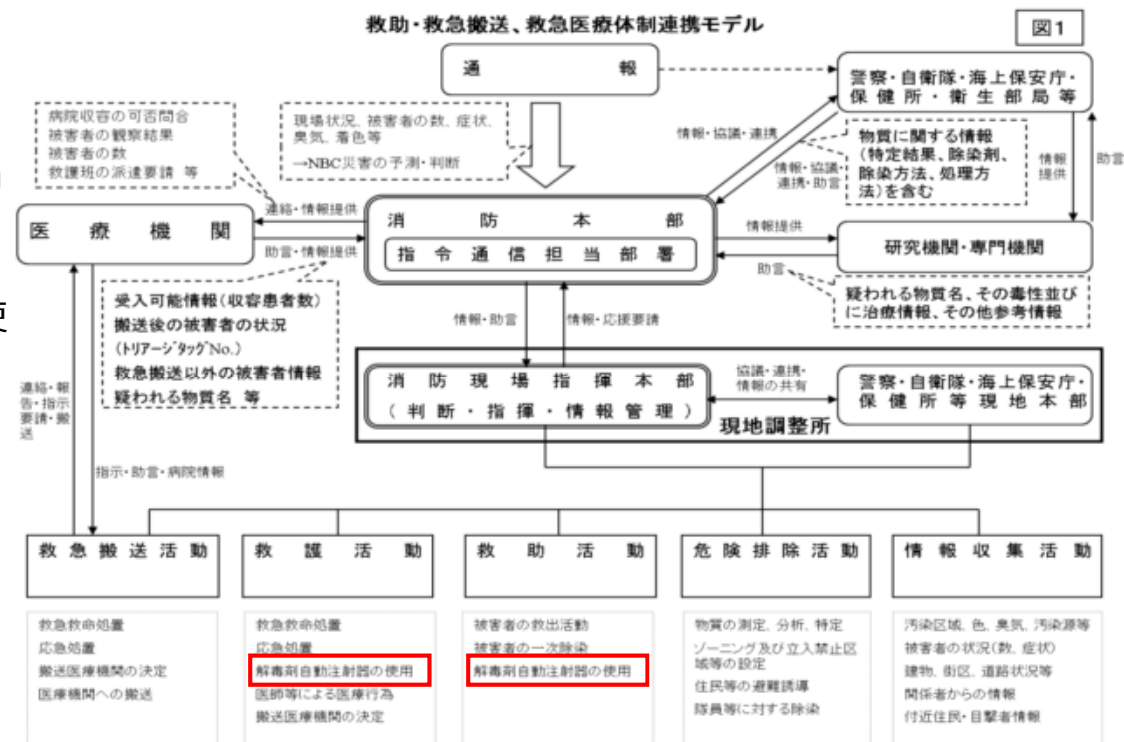 救助・救急搬送、救急医療体制連携モデル
図1
通報
警察・自衛隊・海上保安庁・
保健所・衛生部局等
病院収容の可否問合
被害者の観察結果
被害者の数
救護班の派遣要請 等
現場状況、被害者の数、症状、
臭気、着色等
→NBC災害の予測・判断
情報・協議・連携
情報・協議・
連携・助言
物質に関する情報
(特定結果、除染剤、
除染方法、処理方
法)を含む
情報
提供
助言
連絡・情報提供
医療機関
助言・情報提供
消防本部
指令通信担当部署
情報提供
助言
研究機関・専門機関
受入可能情報(収容患者数)
搬送後の被害者の状況
(トリアージタッグNo.)
救急搬送以外の被害者情報
疑われる物質名 等
疑われる物質名、その毒性並び
に治療情報、その他参考情報
情報・助言
情報・応援要請
消防現場指揮本部
(判断・指揮・情報管理)
協議・連携・
情報の共有
警察・自衛隊・海上保安庁・
保健所等現地本部
現地調整所
連絡・報
告・指示
要請・搬
送
指示・助言・病院情報
救急搬送活動
救護活動
救助活動
危険排除活動
情報収集活動
救急救命処置
応急処置
搬送医療機関の決定
医療機関への搬送
救急救命処置
応急処置
解毒剤自動注射器の使用
医師等による医療行為
搬送医療機関の決定
被害者の救出活動
被害者の一次除染
解毒剤自動注射器の使用
物質の測定、分析、特定
ゾーニング及び立入禁止区
域等の設定
住民等の避難誘導
隊員等に対する除染
汚染区域、色、臭気、汚染源等
被害者の状況(数、症状)
建物、街区、道路状況等
関係者からの情報
付近住民・目撃者情報